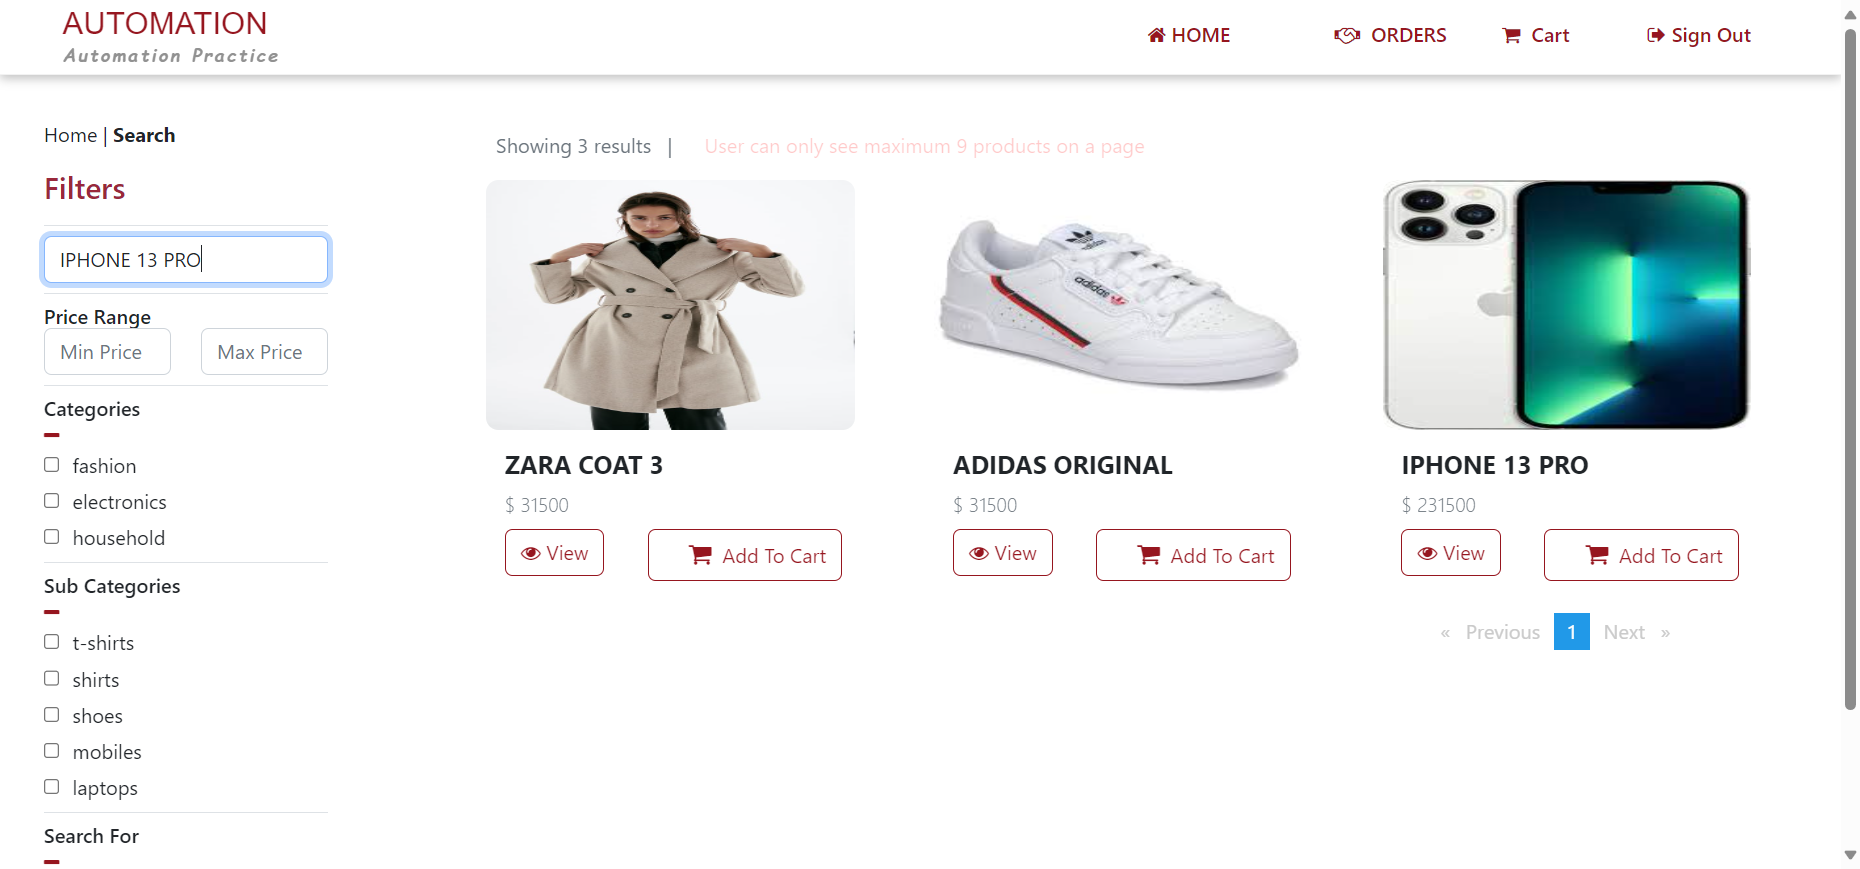 AUTOMATION
Automation Practice
HOME
ORDERS
Cart
Sign Out
Home | Search
Filters
IPHONE 13 PRO
Price Range
Min Price
Max Price
Categories
fashion
electronics
household
Sub Categories
t-shirts
shirts
shoes
mobiles
laptops
Search For
Showing 3 results |
User can only see maximum 9 products on a page
adidas
adidas
ZARA COAT 3
$ 31500
View
Add To Cart
ADIDAS ORIGINAL
$ 31500
View
Add To Cart
IPHONE 13 PRO
$ 231500
View
Add To Cart
« Previous 1 Next »